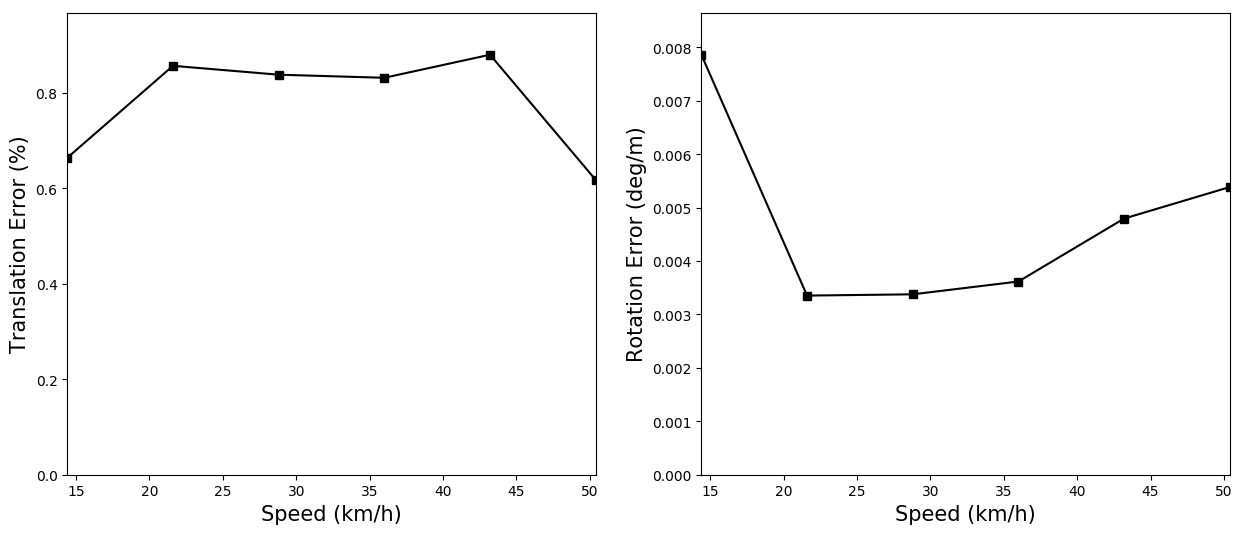 Translation Error (%)
0.8
0.6
0.4
0.2
0.0
15 20 25 30 35 40 45 50
Speed (km/h)
Rotation Error (deg/m)
0.008
0.007
0.006
0.005
0.004
0.003
0.002
0.001
0.000
15 20 25 30 35 40 45 50
Speed (km/h)